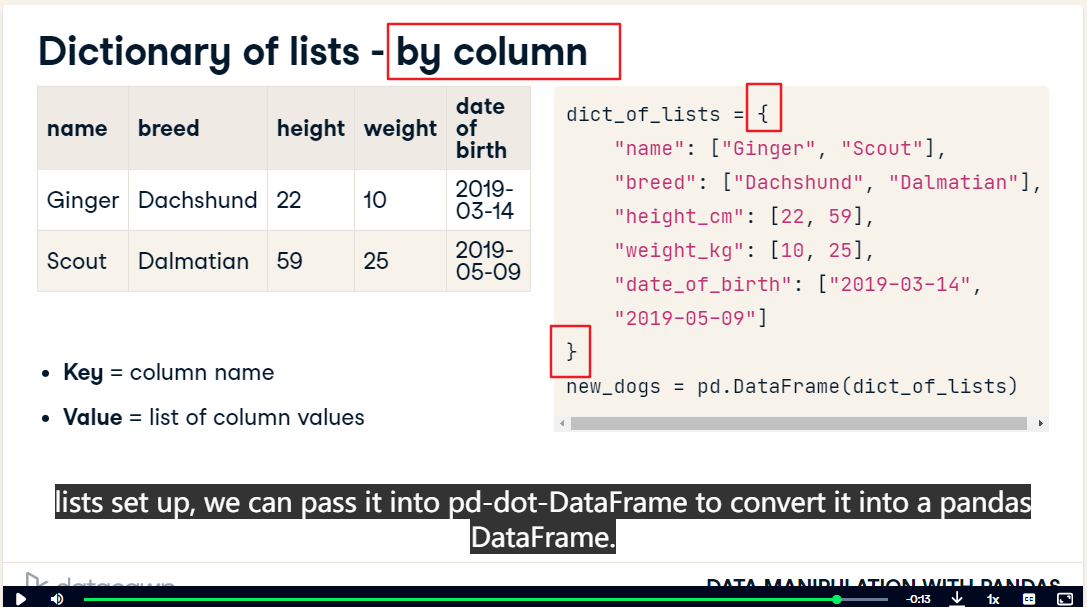 Dictionary of lists - by column
name breed height weight date of birth
Ginger Dachshund 22 10 2019-03-14
Scout Dalmatian 59 25 2019-05-09
• Key = column name
• Value = list of column values
dict_of_lists = {
"name": ["Ginger", "Scout"],
"breed": ["Dachshund", "Dalmatian"],
"height_cm": [22, 59],
"weight_kg": [10, 25],
"date_of_birth": ["2019-03-14",
"2019-05-09"]
}
new_dogs = pd.DataFrame(dict_of_lists)
lists set up, we can pass it into pd-dot-DataFrame to convert it into a pandas
DataFrame.
datacamp
DATA MANIPULATION WITH PANDAS
-0:13 1x CC